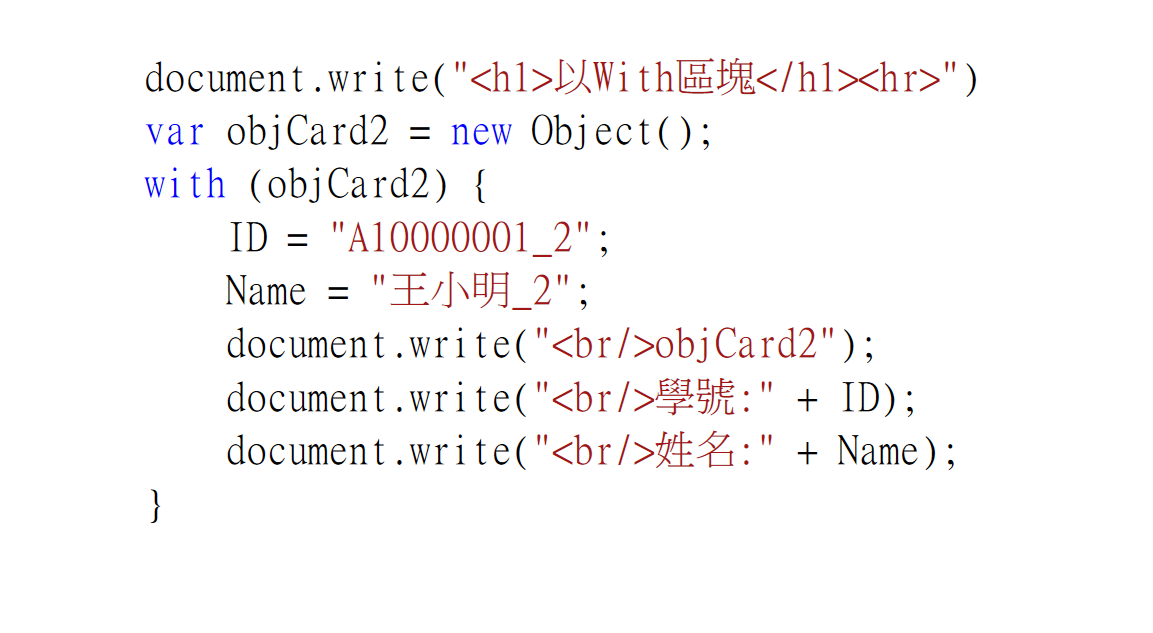 document.write("<h1>以With區塊</h1><hr>")
var objCard2 = new Object();
with (objCard2) {
    ID = "A10000001_2";
    Name = "王小明_2";
    document.write("<br/>objCard2");
    document.write("<br/>學號:" + ID);
    document.write("<br/>姓名:" + Name);
}